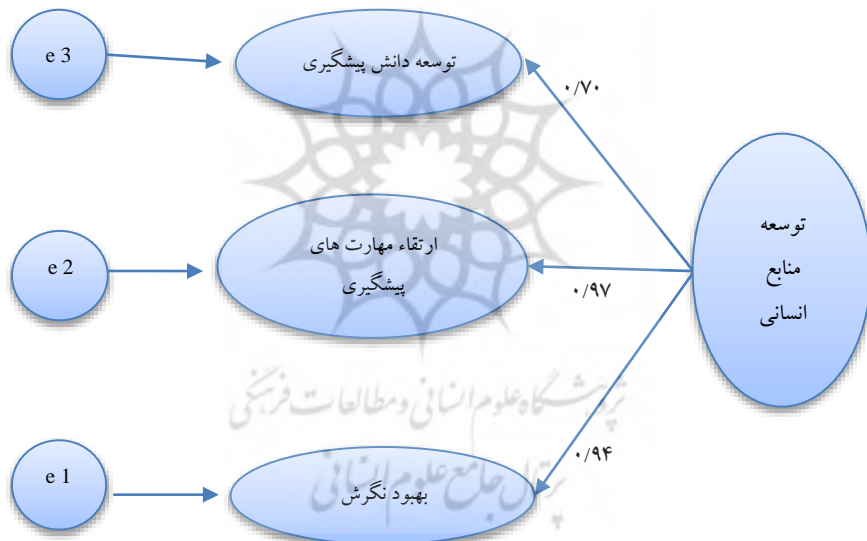 e 3
توسعه دانش پیشگیری
۰/۷۰
توسعه
منابع
انسانی
e 2
ارتقاء مهارت های
پیشگیری
۰/۹۷
پژوهشگاه علوم انسانی و مطالعات فرهنگی
۰/۹۴
e 1
بهبود نگرش
پرتال جامع علوم انسانی